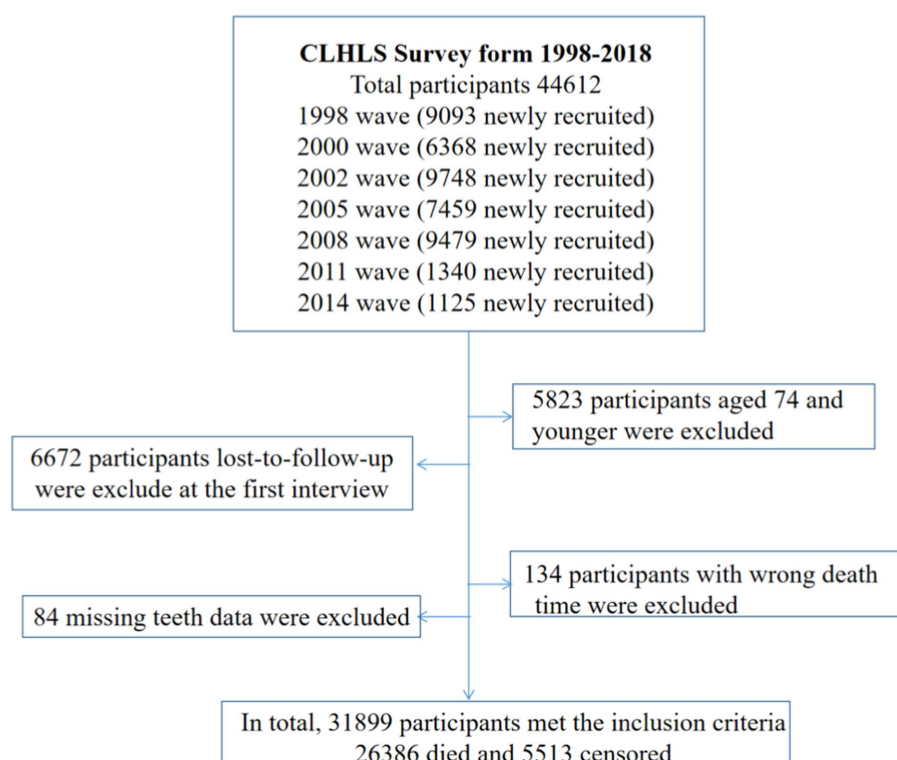 CLHLS Survey form 1998-2018
Total participants 44612
1998 wave (9093 newly recruited)
2000 wave (6368 newly recruited)
2002 wave (9748 newly recruited)
2005 wave (7459 newly recruited)
2008 wave (9479 newly recruited)
2011 wave (1340 newly recruited)
2014 wave (1125 newly recruited)
5823 participants aged 74 and
younger were excluded
6672 participants lost-to-follow-up
were exclude at the first interview
134 participants with wrong death
time were excluded
84 missing teeth data were excluded
In total, 31899 participants met the inclusion criteria
26386 died and 5513 censored